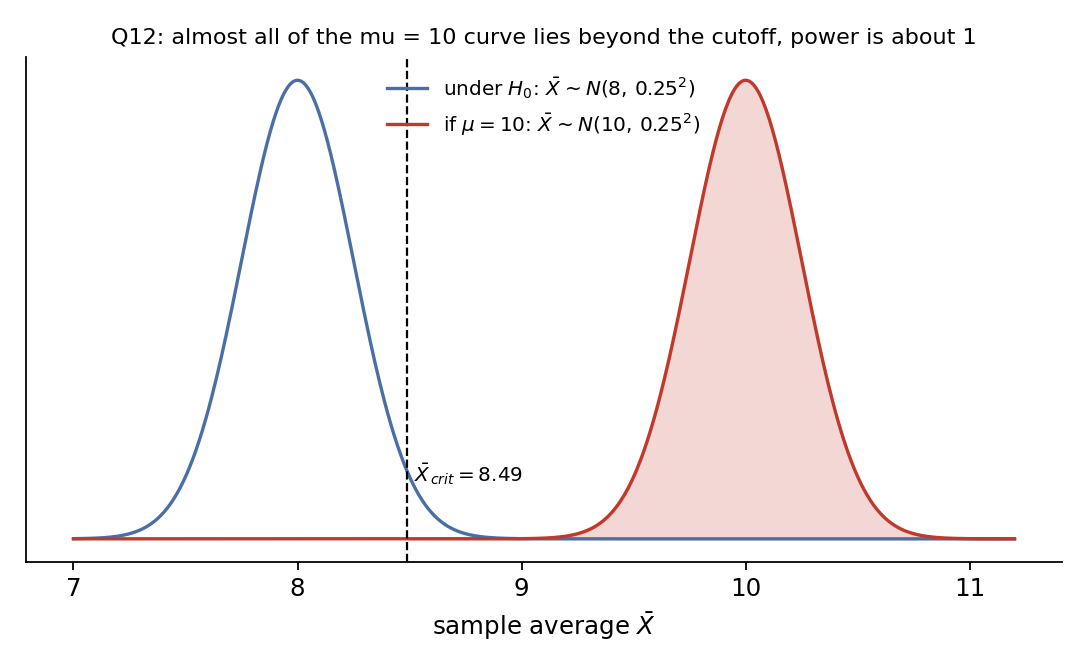 Q12: almost all of the mu = 10 curve lies beyond the cutoff, power is about 1
under H₀: X̄ ∼ N(8, 0.25²)
if μ = 10: X̄ ∼ N(10, 0.25²)
X̄crit = 8.49
7 8 9 10 11
sample average X̄